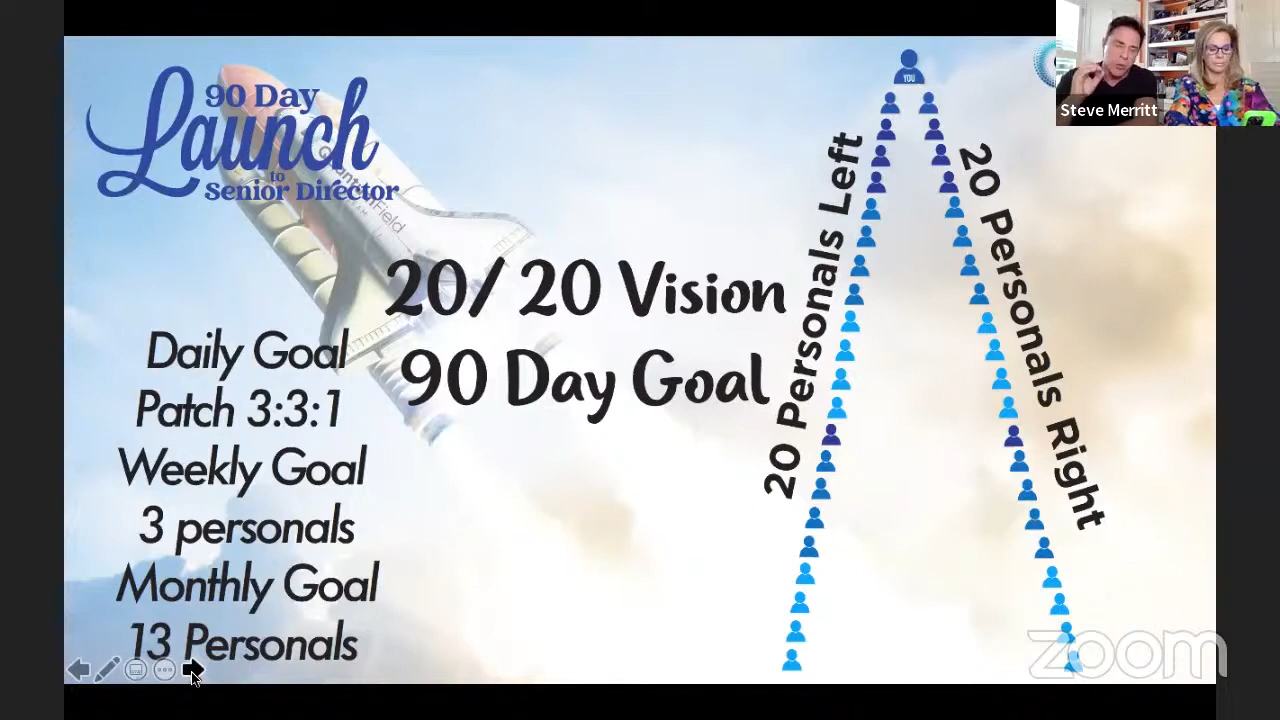 90 Day
Launch
to
Senior Director
20/20 Vision
90 Day Goal
Daily Goal
Patch 3:3:1
Weekly Goal
3 personals
Monthly Goal
13 Personals
YOU
20 Personals Left
20 Personals Right
Steve Merritt
zoom